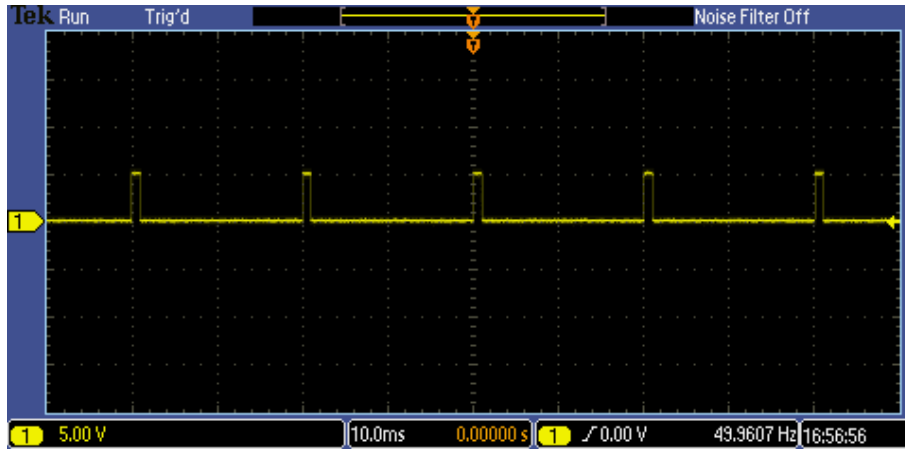 Tek Run Trig'd Noise Filter Off
T
T
1
1 5.00 V 10.0ms 0.00000 s 1 / 0.00 V 49.9607 Hz 16:56:56